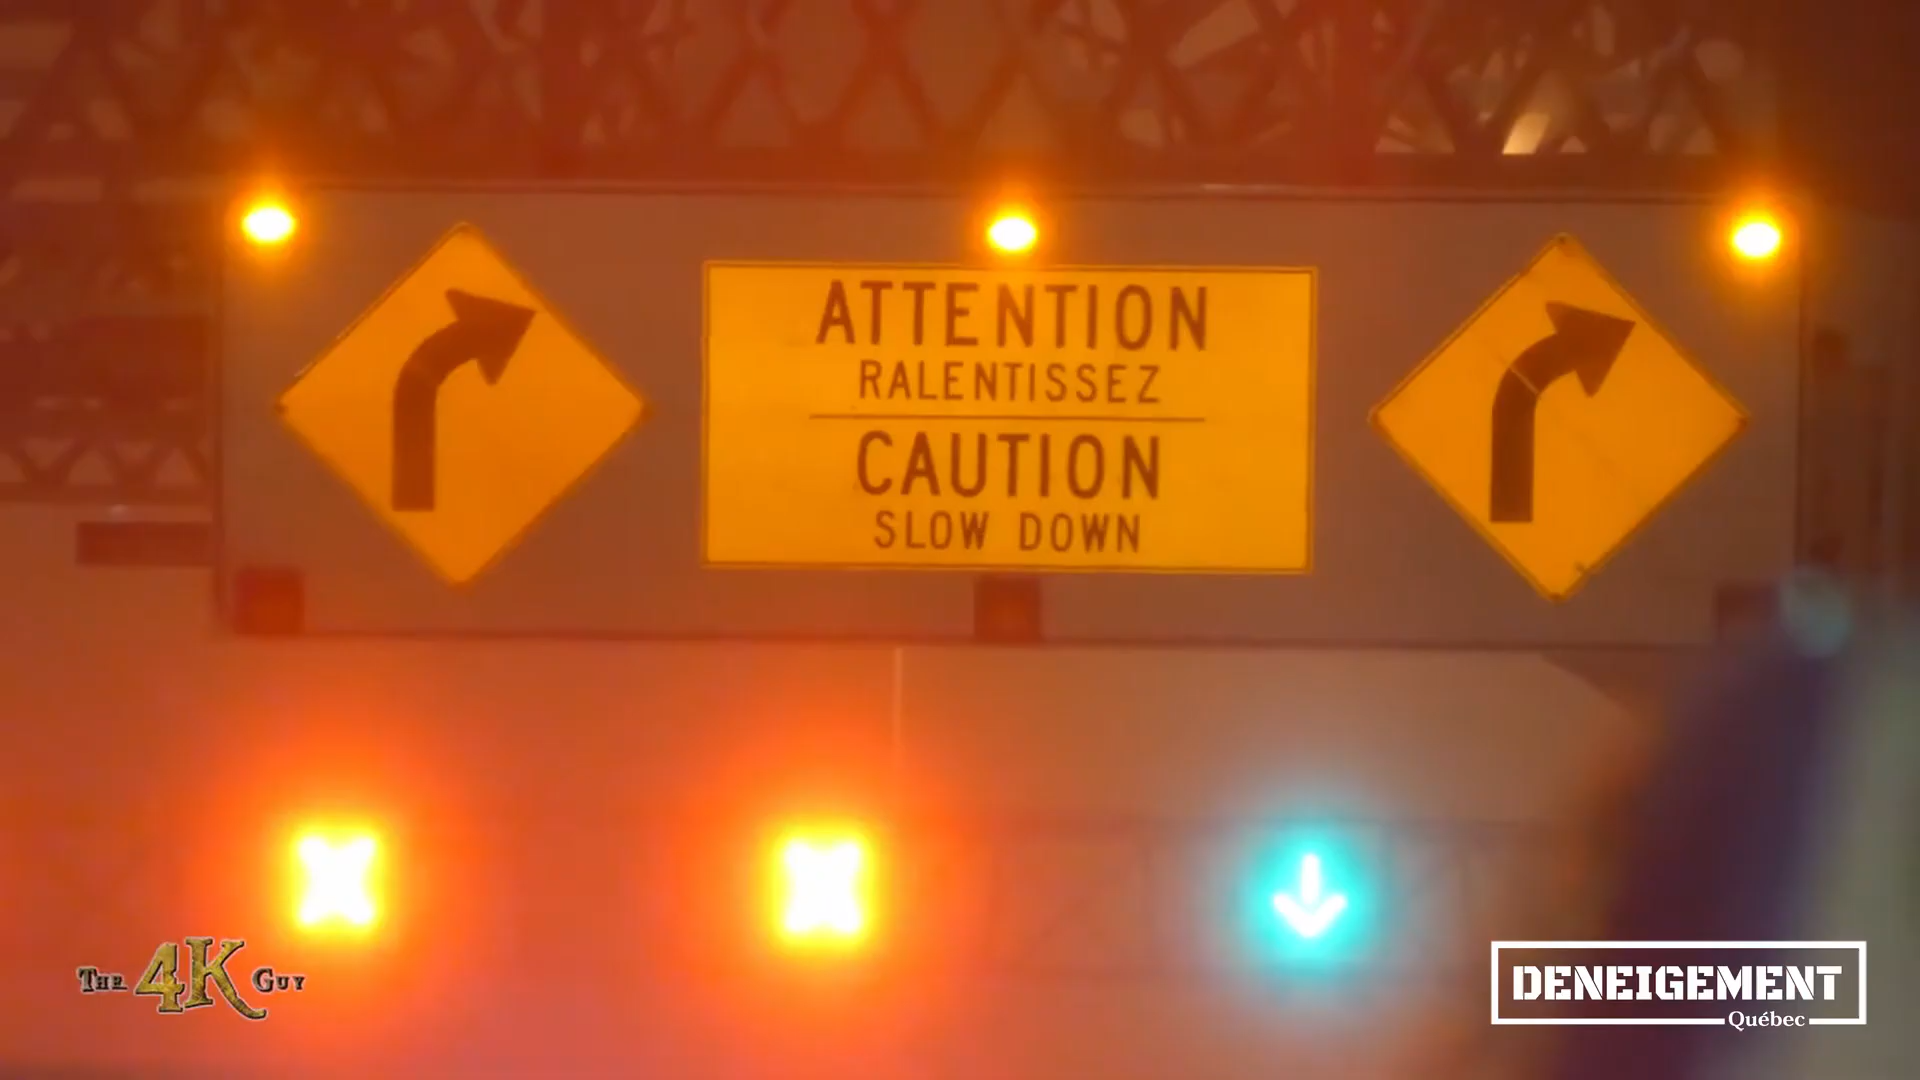 ATTENTION
RALENTISSEZ
CAUTION
SLOW DOWN
THE 4K GUY
DENEIGEMENT
Québec